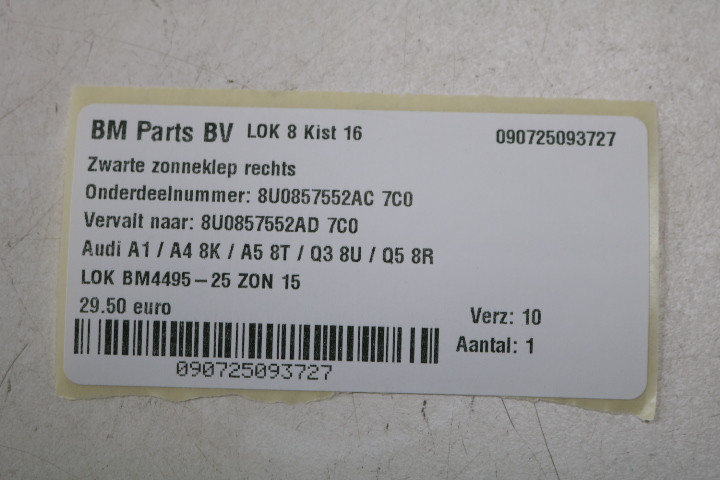 BM Parts BV LOK 8 Kist 16 090725093727
Zwarte zonneklep rechts
Onderdeelnummer: 8U0857552AC 7C0
Vervalt naar: 8U0857552AD 7C0
Audi A1 / A4 8K / A5 8T / Q3 8U / Q5 8R
LOK BM4495-25 ZON 15
29.50 euro Verz: 10
Aantal: 1
090725093727